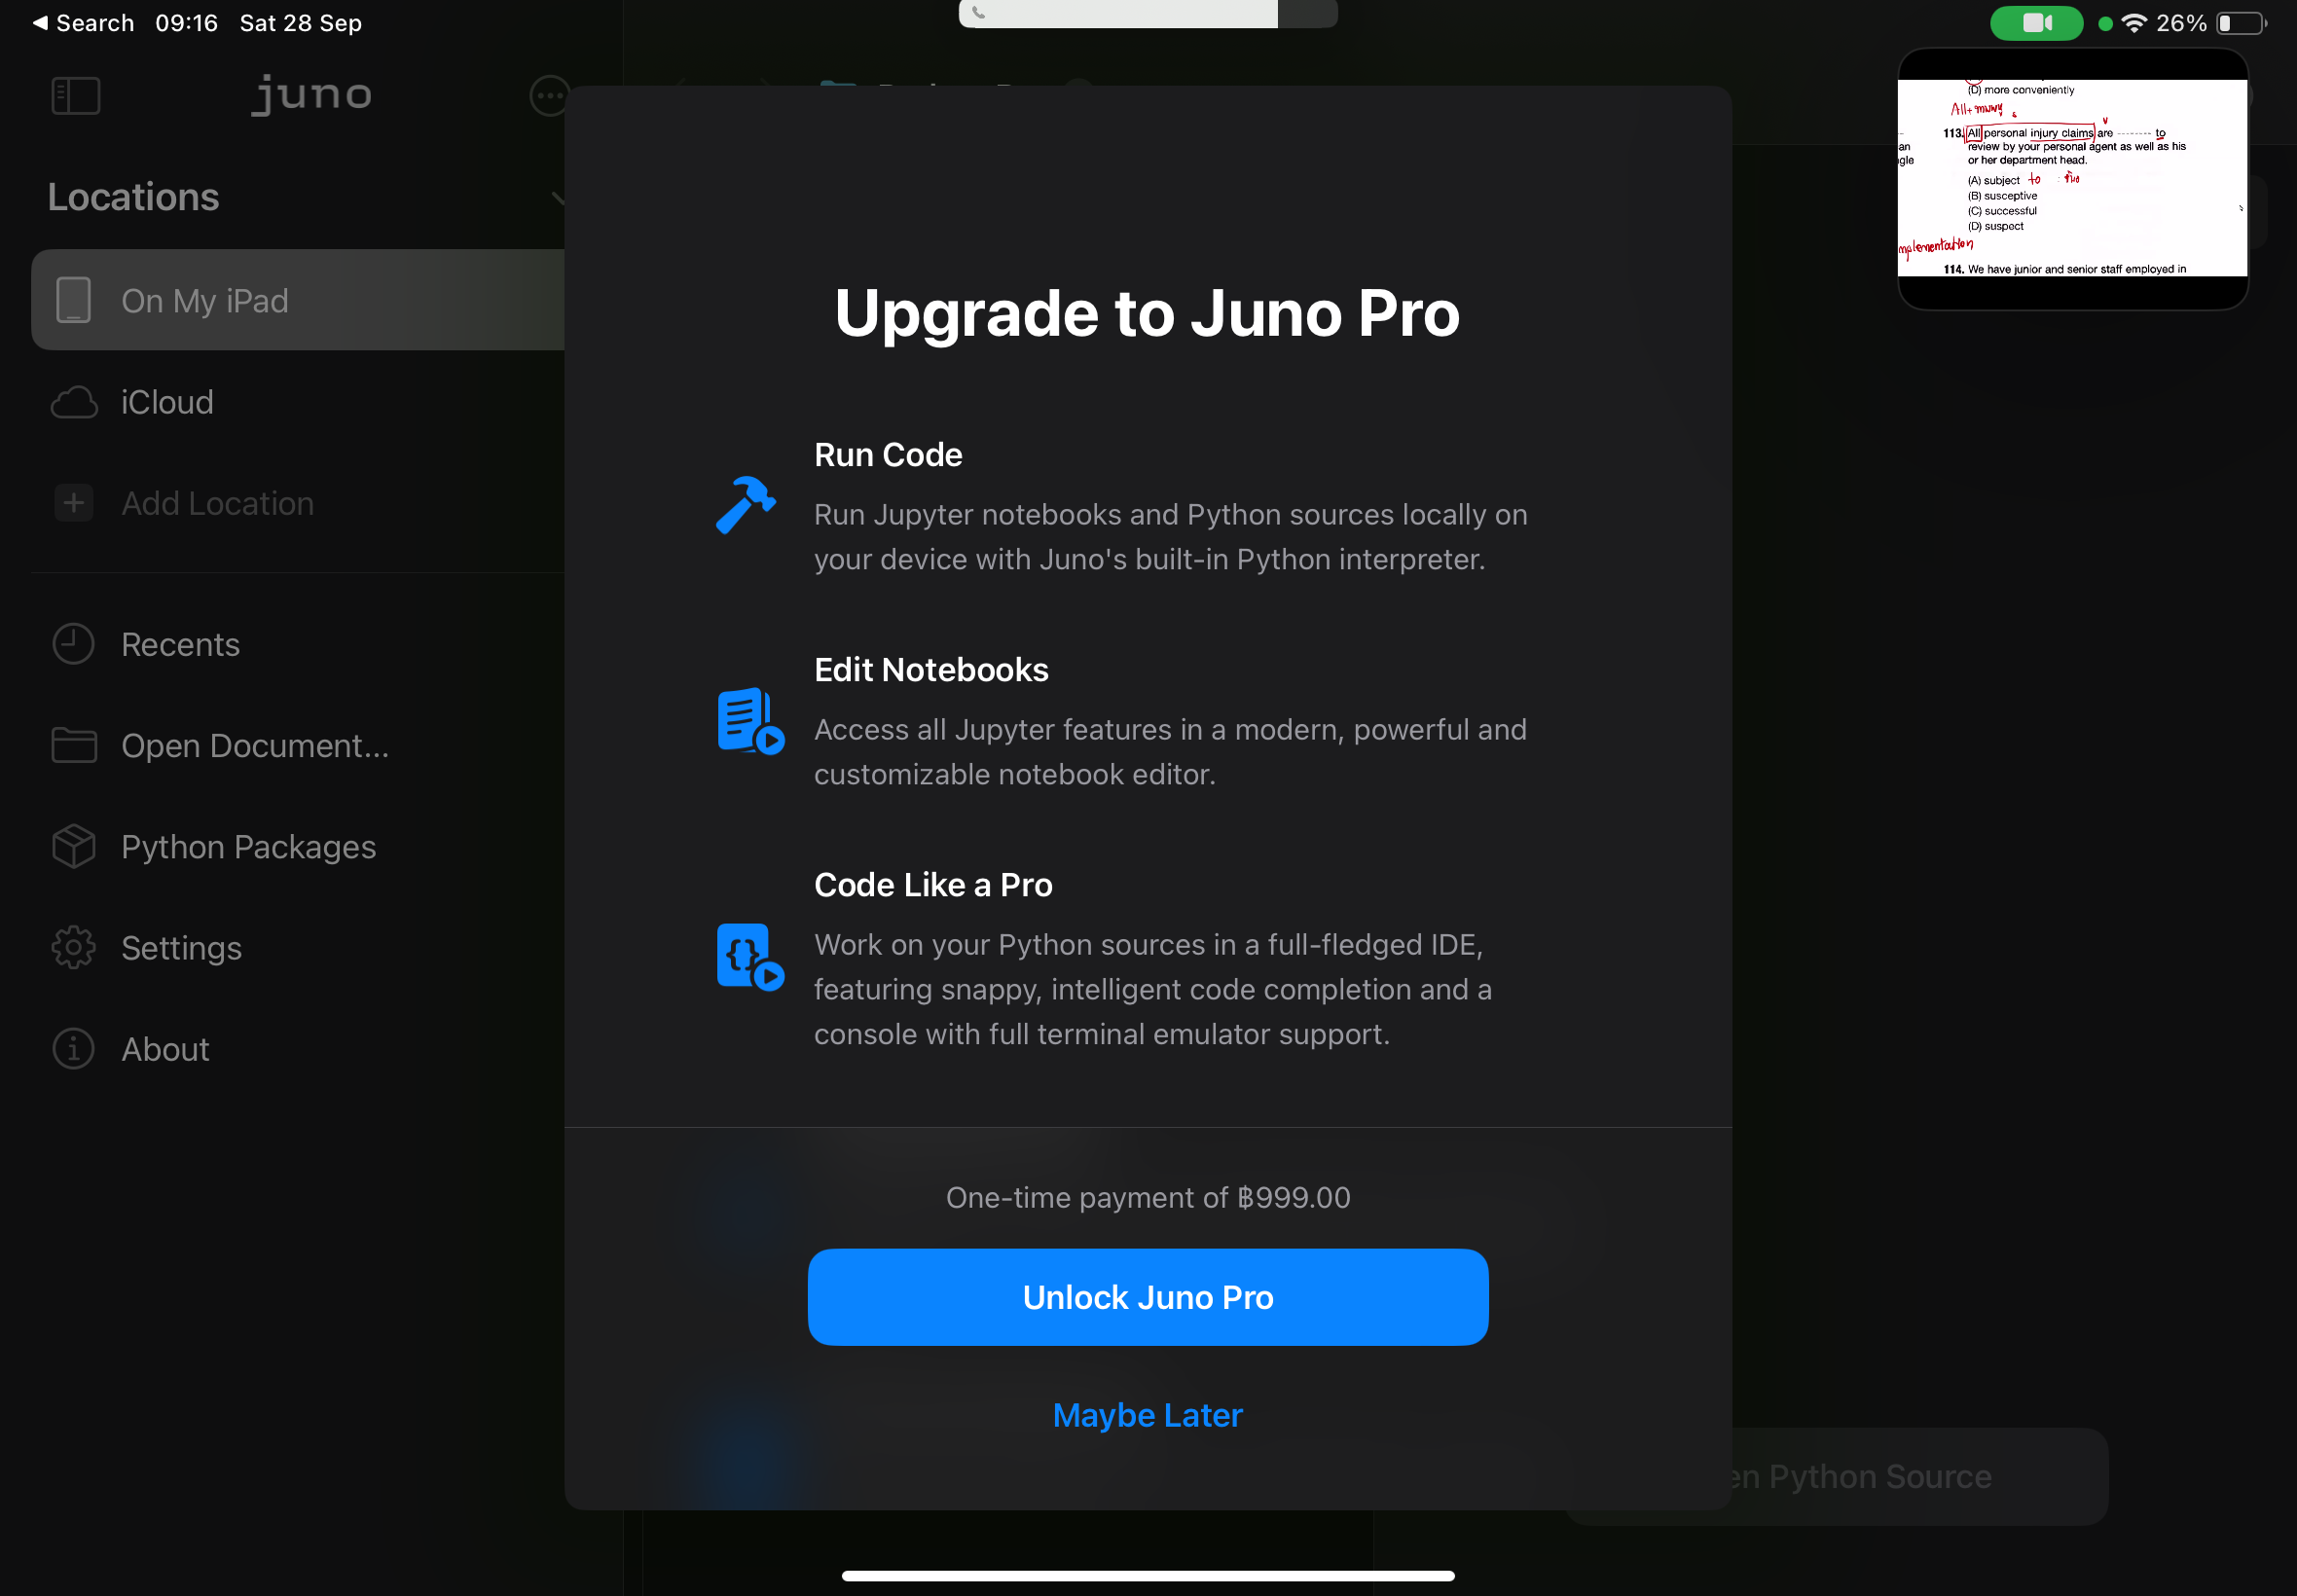 Search 09:16 Sat 28 Sep
26%
juno
Locations
On My iPad
iCloud
Add Location
Recents
Open Document...
Python Packages
Settings
About
Upgrade to Juno Pro
Run Code
Run Jupyter notebooks and Python sources locally on
your device with Juno's built-in Python interpreter.
Edit Notebooks
Access all Jupyter features in a modern, powerful and
customizable notebook editor.
Code Like a Pro
Work on your Python sources in a full-fledged IDE,
featuring snappy, intelligent code completion and a
console with full terminal emulator support.
One-time payment of ฿999.00
Unlock Juno Pro
Maybe Later
en Python Source
(D) more conveniently
All+
113. All personal injury claims are -------- to
review by your personal agent as well as his
or her department head.
(A) subject to
(B) susceptive
(C) successful
(D) suspect
mplementation
114. We have junior and senior staff employed in
an
gle